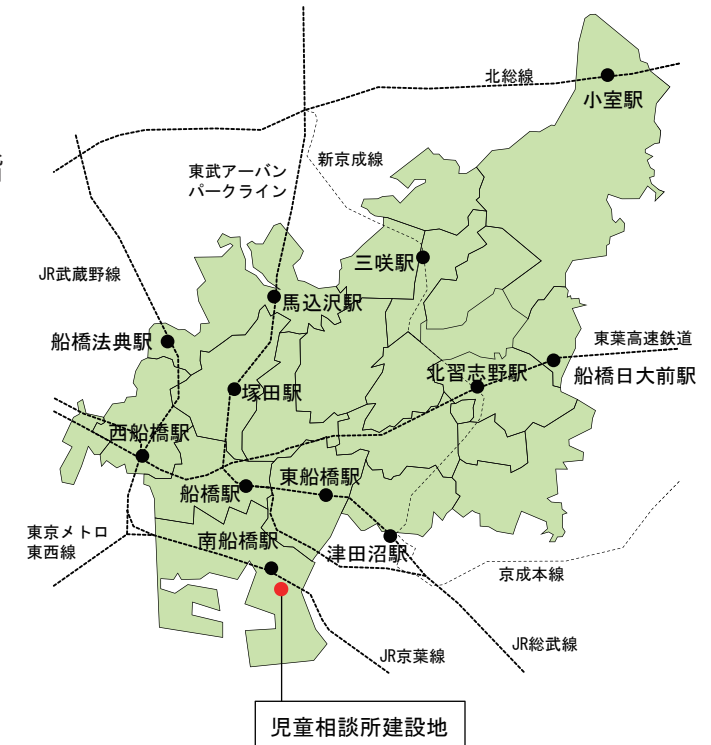 北総線
小室駅
新京成線
東武アーバン
パークライン
三咲駅
JR武蔵野線
馬込沢駅
船橋法典駅
東葉高速鉄道
北習志野駅
船橋日大前駅
塚田駅
西船橋駅
東船橋駅
船橋駅
東京メトロ
東西線
南船橋駅
津田沼駅
京成本線
JR総武線
JR京葉線
児童相談所建設地